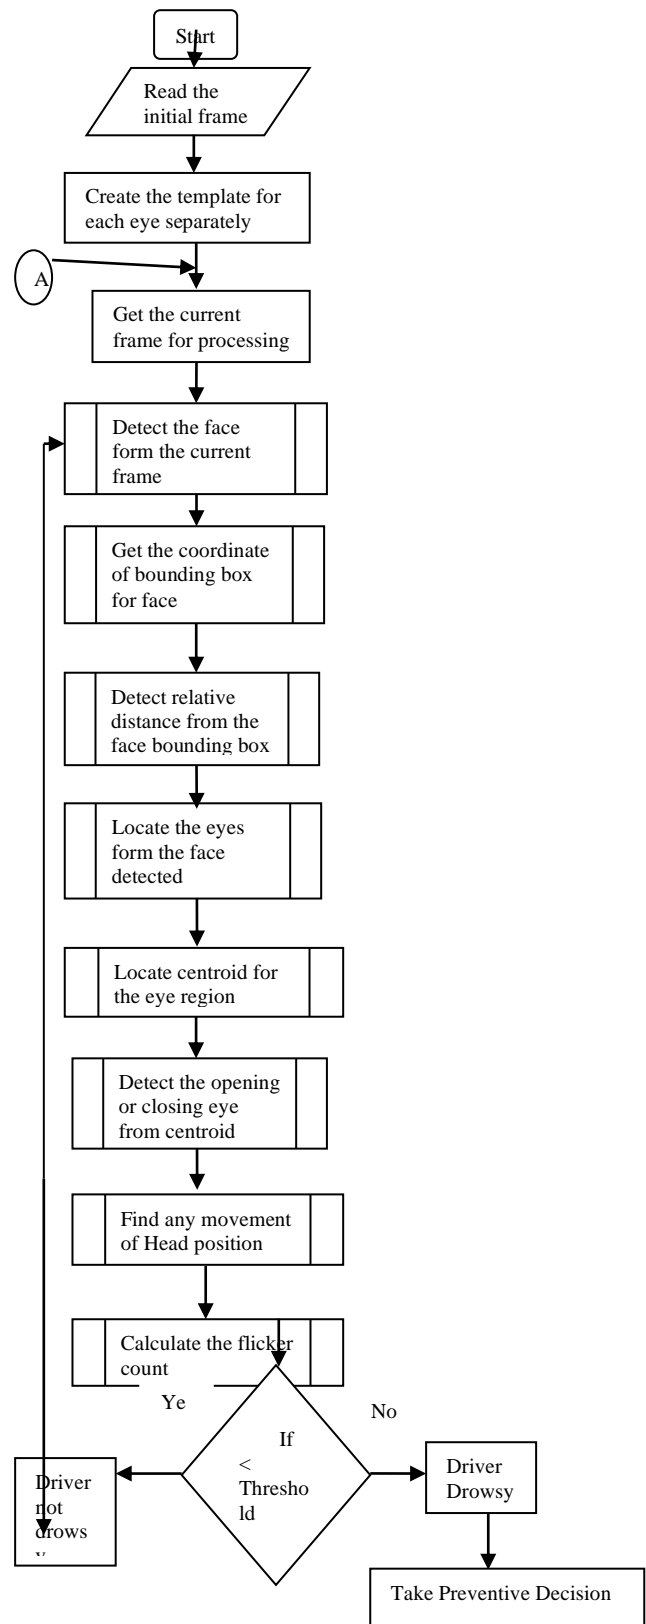 Start
Read the
initial frame
Create the template for
each eye separately
A
Get the current
frame for processing
Detect the face
form the current
frame
Get the coordinate
of bounding box
for face
Detect relative
distance from the
face bounding box
Locate the eyes
form the face
detected
Locate centroid for
the eye region
Detect the opening
or closing eye
from centroid
Find any movement
of Head position
Calculate the flicker
count
Ye
No
If
<
Thresho
ld
Driver
not
drows
y
Driver
Drowsy
Take Preventive Decision